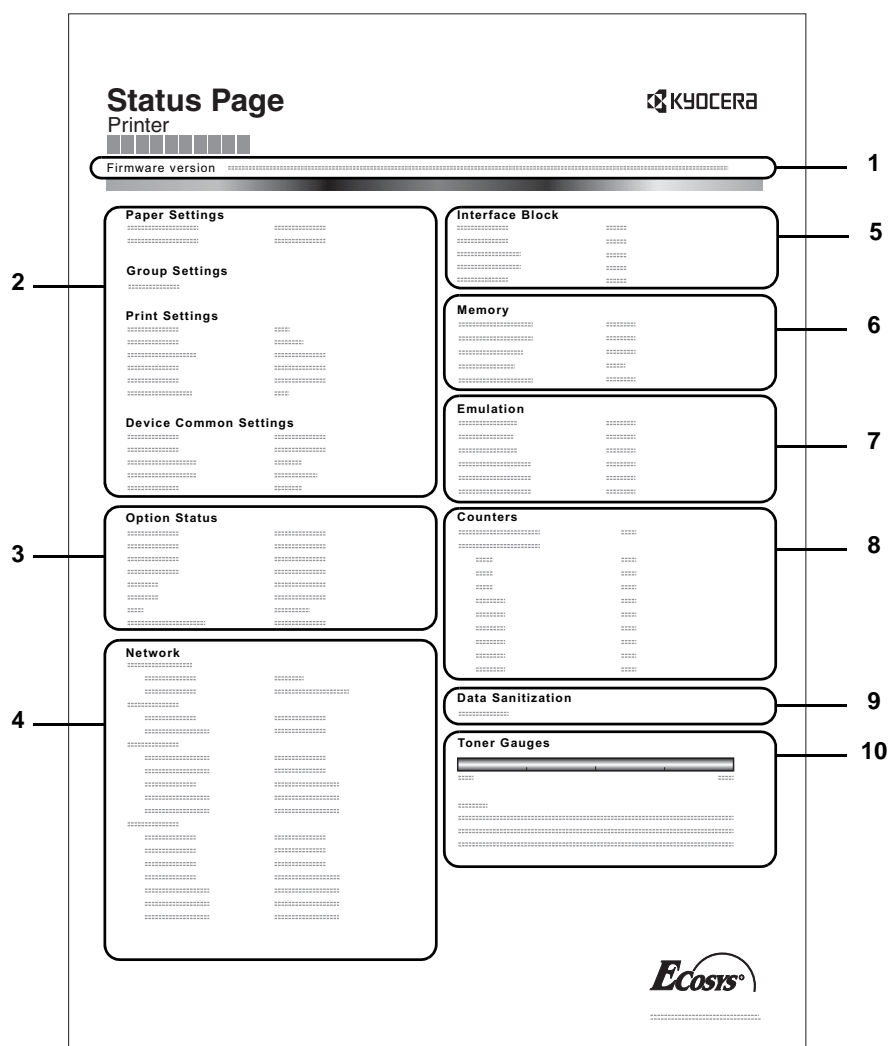 Status Page
KYOCERA
Printer
Firmware version
1
Paper Settings
Group Settings
Print Settings
Device Common Settings
2
Option Status
3
Network
4
Interface Block
5
Memory
6
Emulation
7
Counters
8
Data Sanitization
9
Toner Gauges
10
ECOSYS